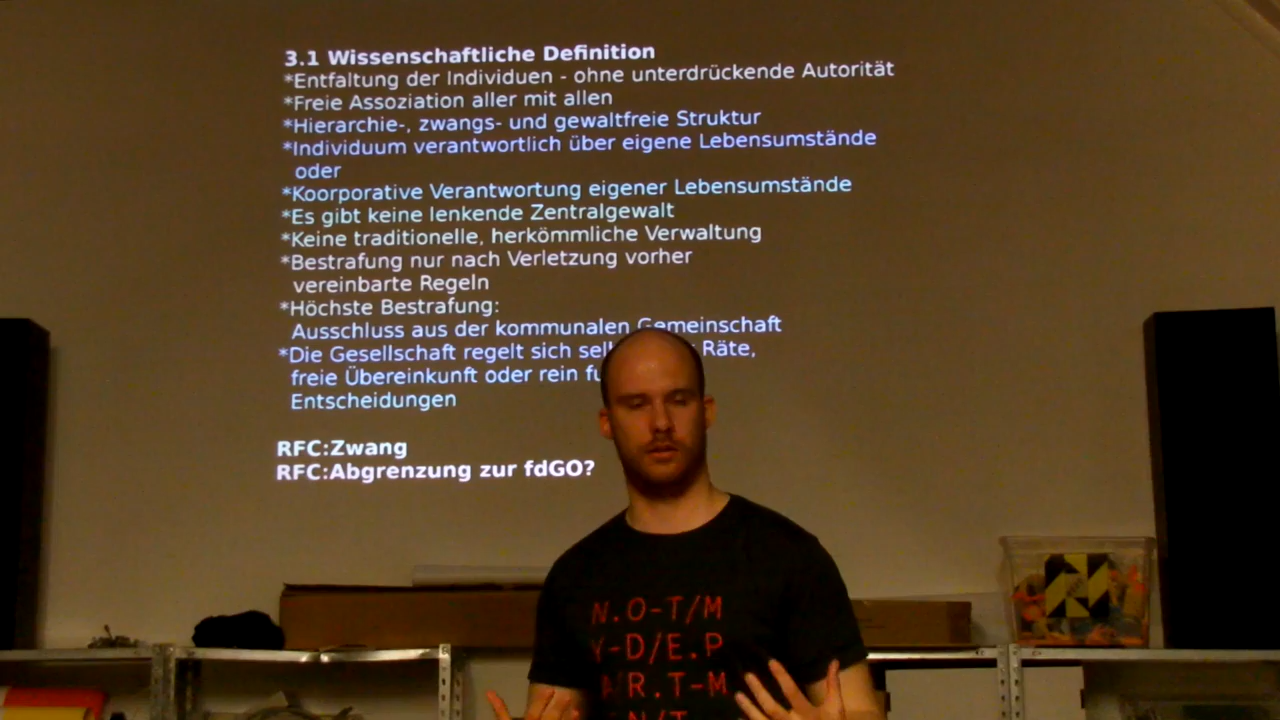 3.1 Wissenschaftliche Definition
*Entfaltung der Individuen - ohne unterdrückende Autorität
*Freie Assoziation aller mit allen
*Hierarchie-, zwangs- und gewaltfreie Struktur
*Individuum verantwortlich über eigene Lebensumstände
oder
*Koorporative Verantwortung eigener Lebensumstände
*Es gibt keine lenkende Zentralgewalt
*Keine traditionelle, herkömmliche Verwaltung
*Bestrafung nur nach Verletzung vorher
vereinbarte Regeln
*Höchste Bestrafung:
Ausschluss aus der kommunalen Gemeinschaft
*Die Gesellschaft regelt sich Räte,
freie Übereinkunft oder rein
Entscheidungen
RFC:Zwang
RFC:Abgrenzung zur fdGO?
N.O-T/M
Y-D/E.P
A/R.T-M